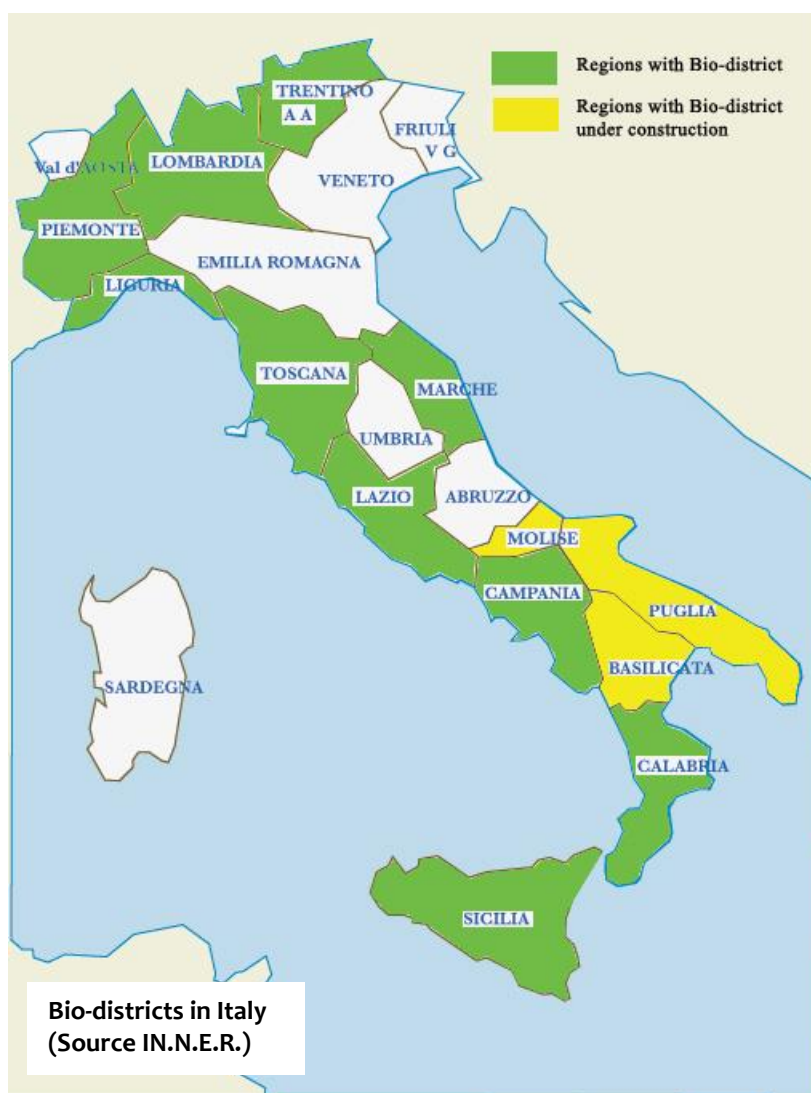 Regions with Bio-district
Regions with Bio-district
under construction
TRENTINO
A A
FRIULI
V G
Val d'AOSTA
LOMBARDIA
VENETO
PIEMONTE
EMILIA ROMAGNA
LIGURIA
TOSCANA
MARCHE
UMBRIA
LAZIO
ABRUZZO
MOLISE
CAMPANIA
PUGLIA
BASILICATA
SARDEGNA
CALABRIA
SICILIA
Bio-districts in Italy
(Source IN.N.E.R.)